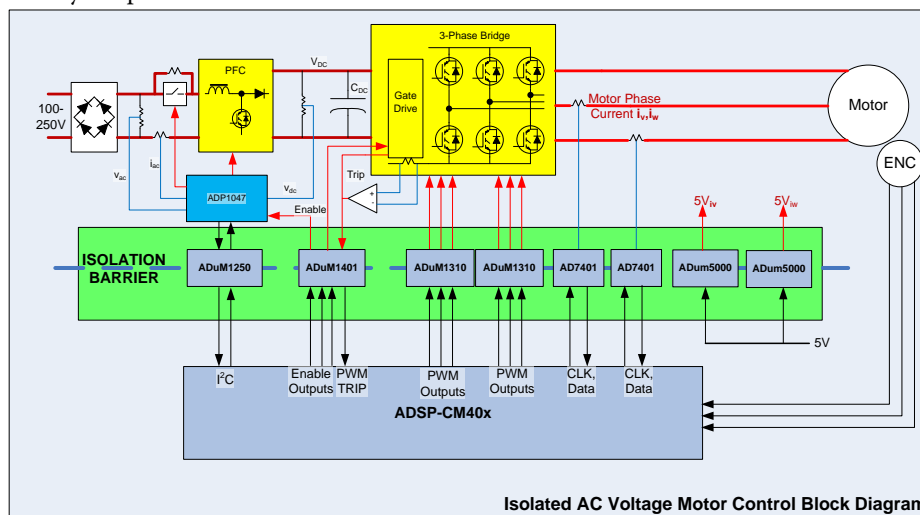 3-Phase Bridge
PFC
V DC
C DC
Gate
Drive
100-
250V
Motor Phase
Current iv,iw
Motor
ENC
vac
iac
vdc
Trip
ADP1047
Enable
5Viv
5Viw
ISOLATION
BARRIER
ADuM1250
ADuM1401
ADuM1310
ADuM1310
AD7401
AD7401
ADum5000
ADum5000
5V
I²C
Enable
Outputs
PWM
TRIP
PWM
Outputs
PWM
Outputs
CLK,
Data
CLK,
Data
ADSP-CM40x
Isolated AC Voltage Motor Control Block Diagram